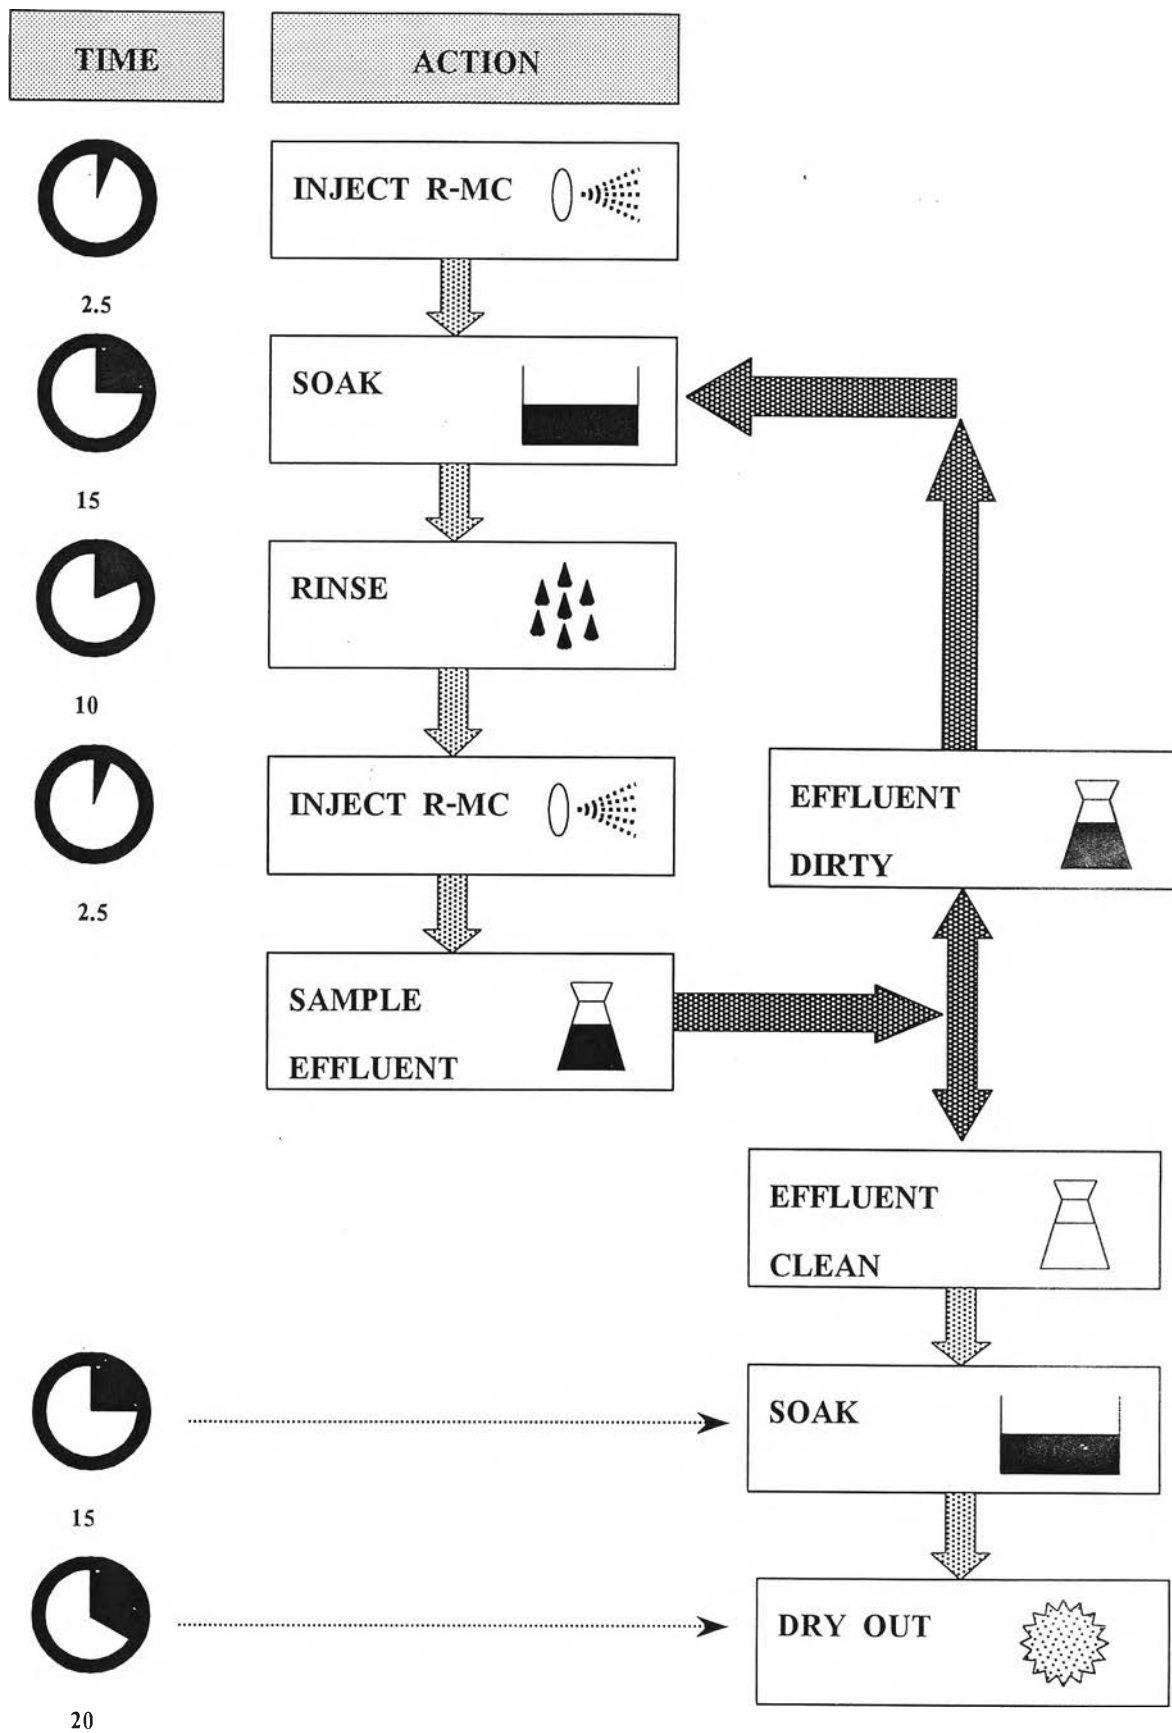 TIME
ACTION
INJECT R-MC
2.5
SOAK
15
RINSE
10
INJECT R-MC
2.5
EFFLUENT
DIRTY
SAMPLE
EFFLUENT
EFFLUENT
CLEAN
SOAK
15
DRY OUT
20